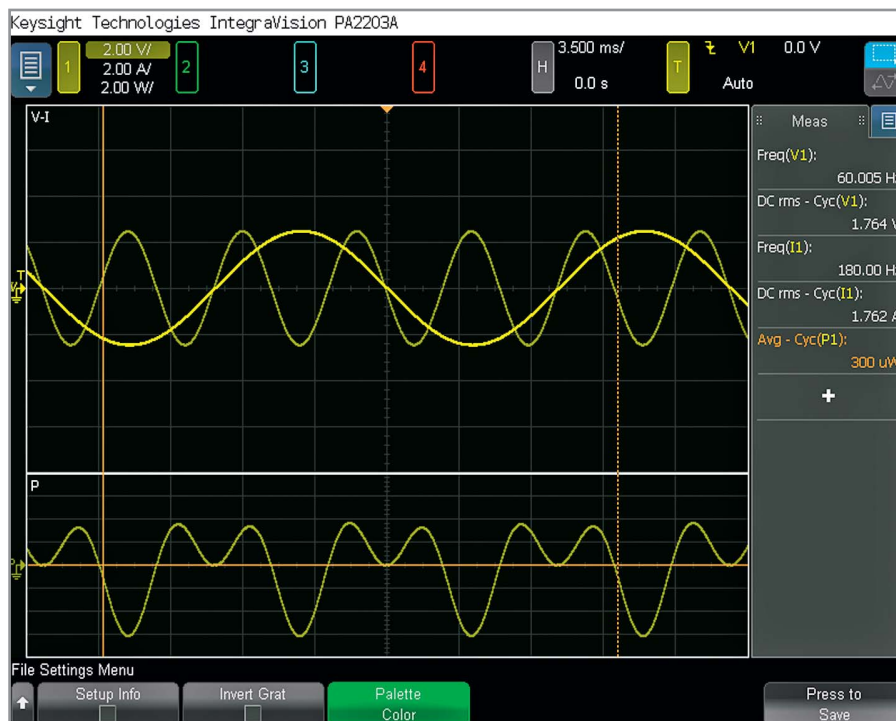 Keysight Technologies IntegraVision PA2203A
1 2.00 V/ 2 3 4 H 3.500 ms/ T V1 0.0 V
2.00 A/
2.00 W/ 0.0 s Auto
V-I
Meas
Freq(V1):
60.005 H
DC rms - Cyc(V1):
1.764 V
Freq(I1):
180.00 H
DC rms - Cyc(I1):
1.762 A
Avg - Cyc(P1):
300 uW
+
T
P
File Settings Menu
Setup Info Invert Grat Palette Press to
Color Save